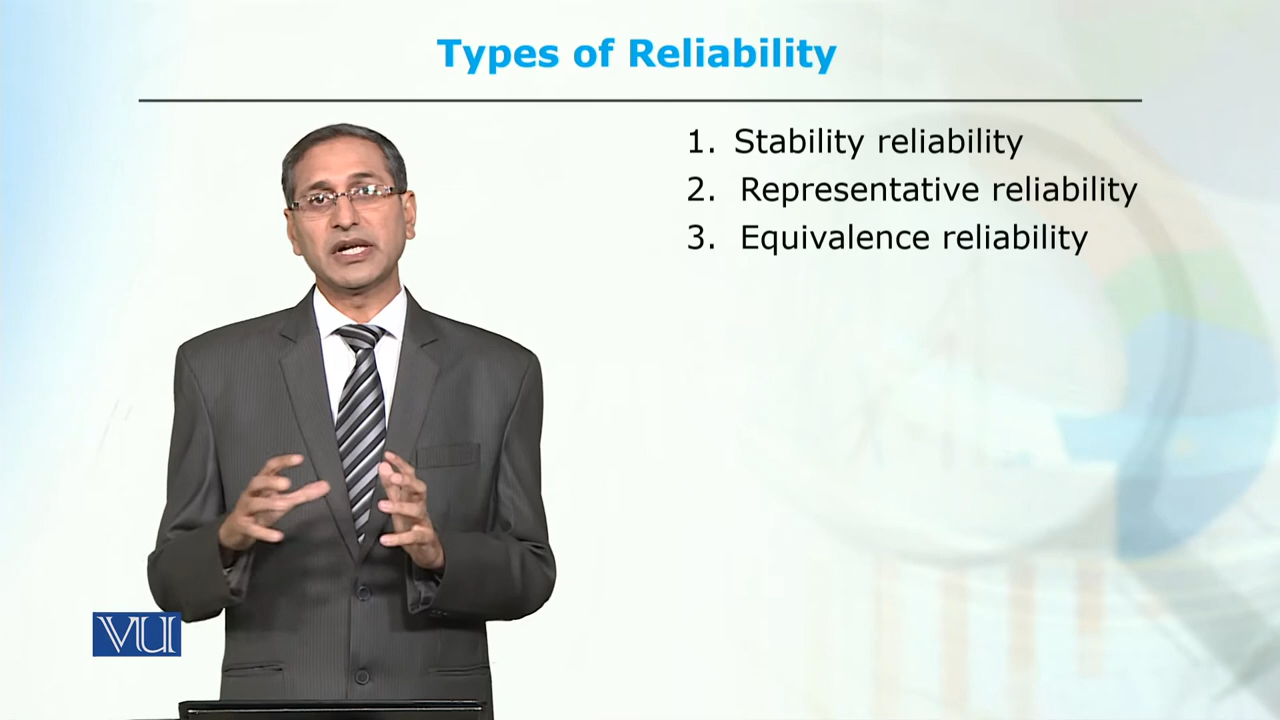 Types of Reliability
1. Stability reliability
2. Representative reliability
3. Equivalence reliability
VU